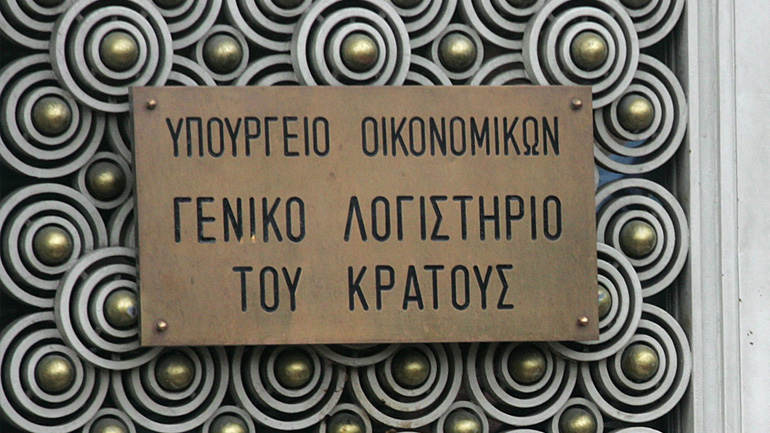 ΥΠΟΥΡΓΕΙΟ ΟΙΚΟΝΟΜΙΚΩΝ
ΓΕΝΙΚΟ ΛΟΓΙΣΤΗΡΙΟ
ΤΟΥ ΚΡΑΤΟΥΣ